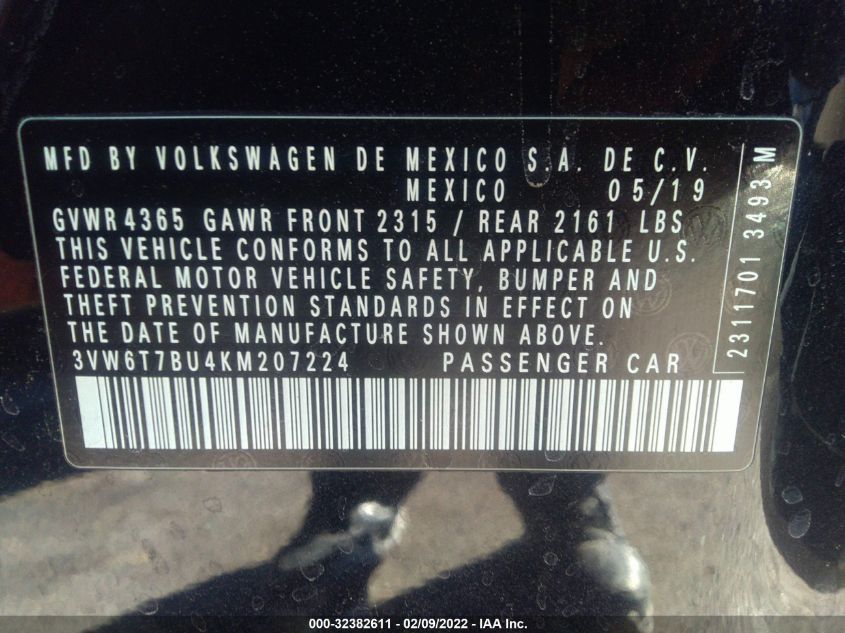 MFD BY VOLKSWAGEN DE MEXICO S.A. DE C.V.
MEXICO 05/19
GVWR 4365 GAWR FRONT 2315 / REAR 2161 LBS
THIS VEHICLE CONFORMS TO ALL APPLICABLE U.S.
FEDERAL MOTOR VEHICLE SAFETY, BUMPER AND
THEFT PREVENTION STANDARDS IN EFFECT ON
THE DATE OF MANUFACTURE SHOWN ABOVE.
3VW6T7BU4KM207224 PASSENGER CAR
2311701 3493 M
000-32382611 - 02/09/2022 - IAA Inc.